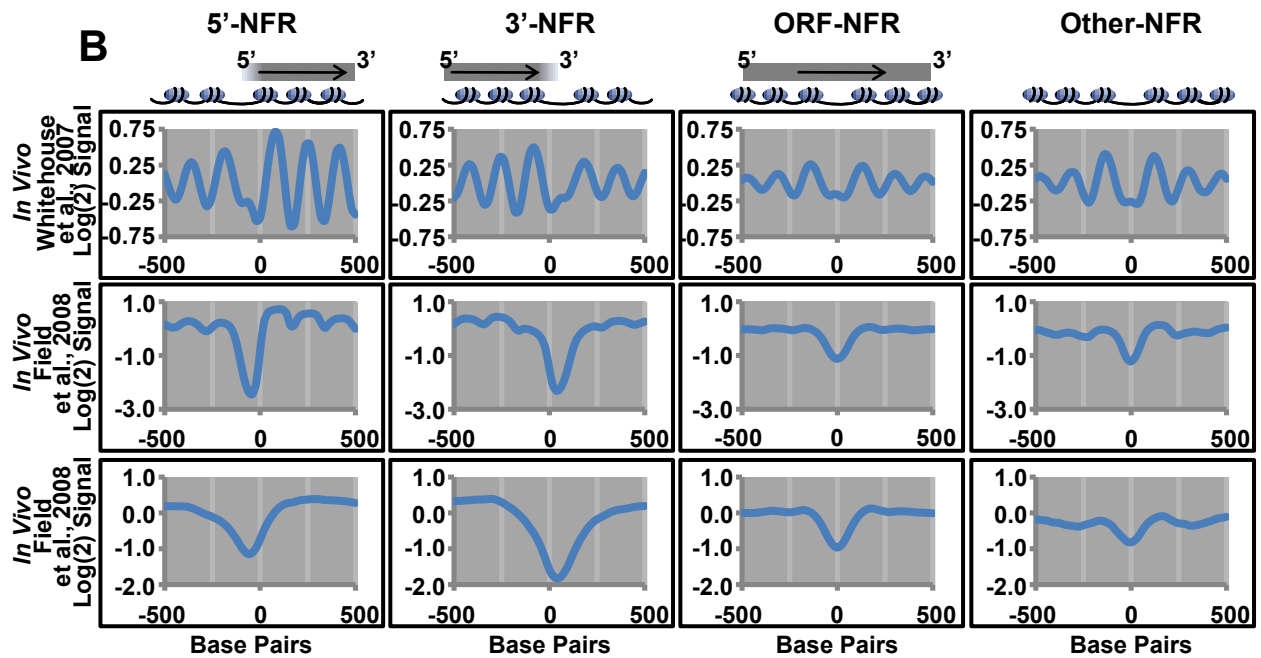 B
5'-NFR 3'-NFR ORF-NFR Other-NFR
5' 3' 5' 3' 5' 3'
In Vivo
Whitehouse
et al., 2007
Log(2) Signal
0.75 0.75 0.75 0.75
0.25 0.25 0.25 0.25
-0.25 -0.25 -0.25 -0.25
-0.75 -0.75 -0.75 -0.75
-500 0 500 -500 0 500 -500 0 500 -500 0 500
In Vivo
Field
et al., 2008
Log(2) Signal
1.0 1.0 1.0 1.0
-1.0 -1.0 -1.0 -1.0
-3.0 -3.0 -3.0 -3.0
-500 0 500 -500 0 500 -500 0 500 -500 0 500
In Vivo
Field
et al., 2008
Log(2) Signal
1.0 1.0 1.0 1.0
0.0 0.0 0.0 0.0
-1.0 -1.0 -1.0 -1.0
-2.0 -2.0 -2.0 -2.0
-500 0 500 -500 0 500 -500 0 500 -500 0 500
Base Pairs Base Pairs Base Pairs Base Pairs